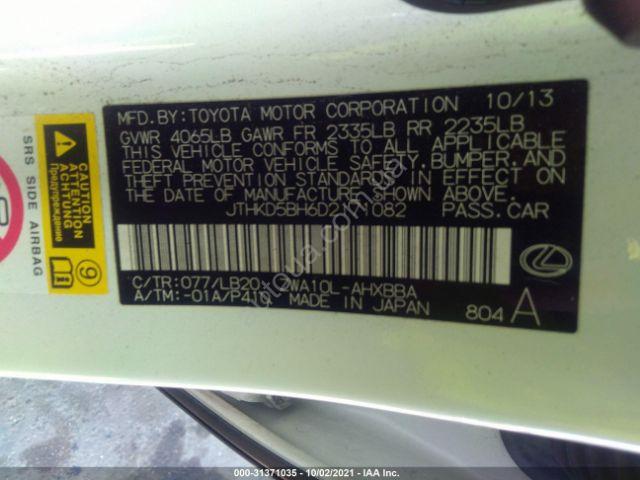 MFD.BY:TOYOTA MOTOR CORPORATION 10/13
GVWR 4065LB GAWR FR 2335LB RR 2235LB
THIS VEHICLE CONFORMS TO ALL APPLICABLE
FEDERAL MOTOR VEHICLE SAFETY,BUMPER,AND
THEFT PREVENTION STANDARDS IN EFFECT ON
THE DATE OF MANUFACTURE SHOWN ABOVE.
PASS.CAR
C/TR:077/LB20 ZWA10L-AHXBBA
A/TM:-01A/P410 MADE IN JAPAN
804 A
CAUTION
ATTENTION
ACHTUNG
Предупреждение
SRS SIDE AIRBAG
9
000-31371035 - 10/02/2021 - IAA Inc.